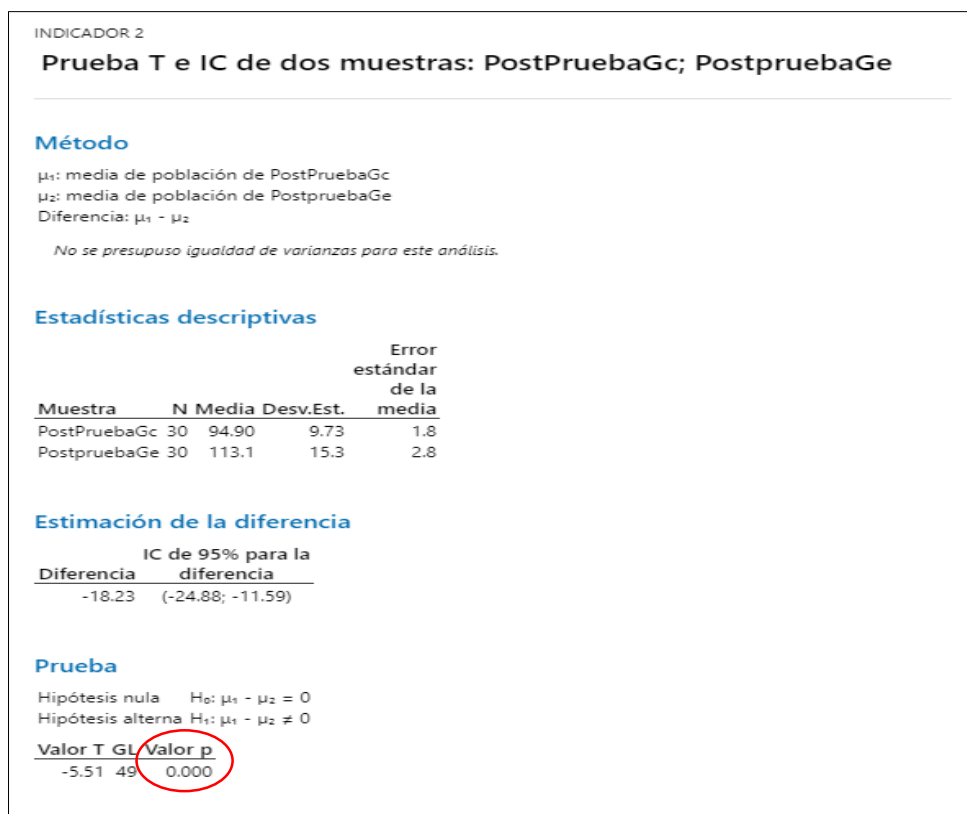 INDICADOR 2
Prueba T e IC de dos muestras: PostPruebaGc; PostpruebaGe
Método
μ₁: media de población de PostPruebaGc
μ₂: media de población de PostpruebaGe
Diferencia: μ₁ - μ₂
No se presupuso igualdad de varianzas para este análisis.
Estadísticas descriptivas
Error
estándar
de la
Muestra N Media Desv.Est. media
PostPruebaGc 30 94.90 9.73 1.8
PostpruebaGe 30 113.1 15.3 2.8
Estimación de la diferencia
IC de 95% para la
Diferencia diferencia
-18.23 (-24.88; -11.59)
Prueba
Hipótesis nula H₀: μ₁ - μ₂ = 0
Hipótesis alterna H₁: μ₁ - μ₂ ≠ 0
Valor T GL Valor p
-5.51 49 0.000